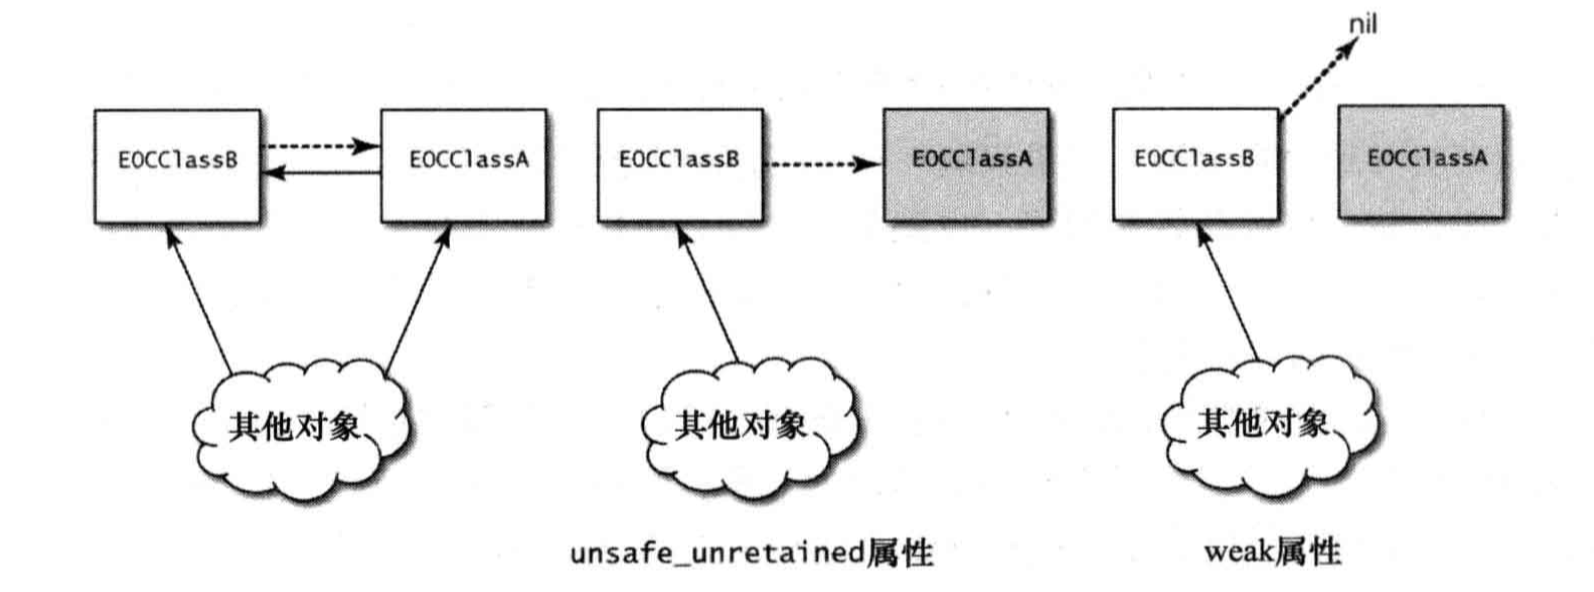 nil
EOCClassB
EOCClassA
EOCClassB
EOCClassA
EOCClassB
EOCClassA
其他对象
其他对象
其他对象
unsafe_unretained属性
weak属性